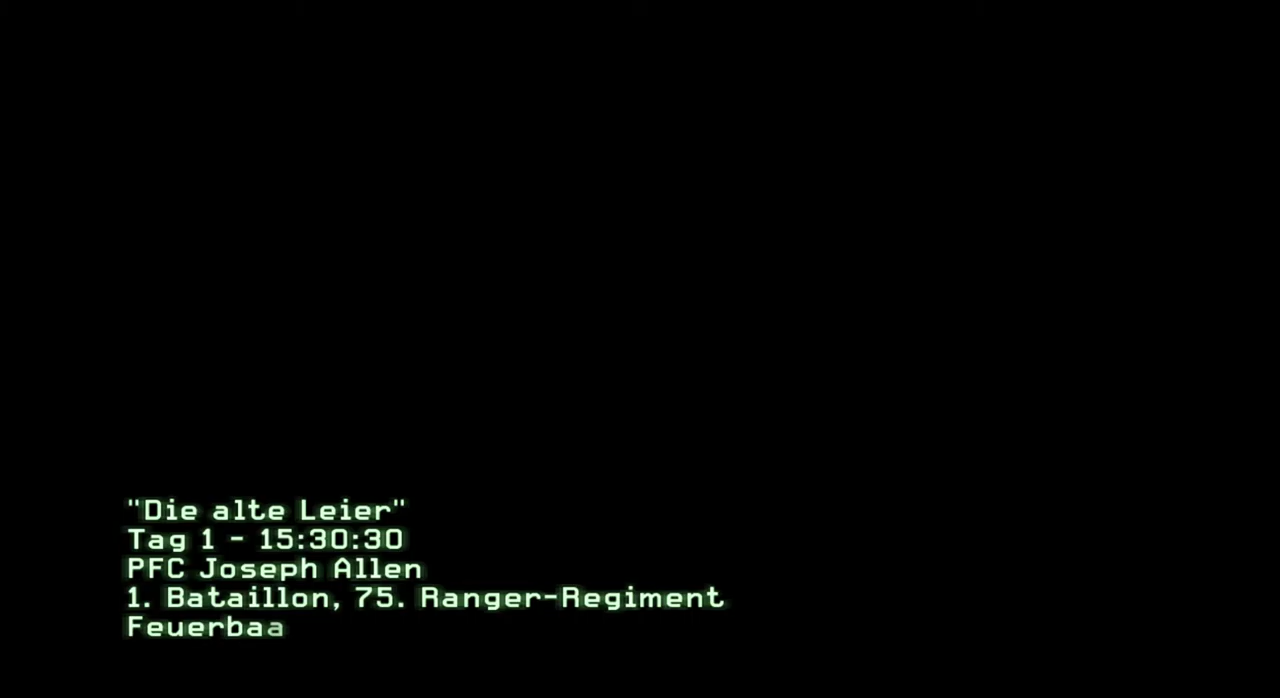 "Die alte Leier"
Tag 1 - 15:30:30
PFC Joseph Allen
1. Bataillon, 75. Ranger-Regiment
Feuerbaa